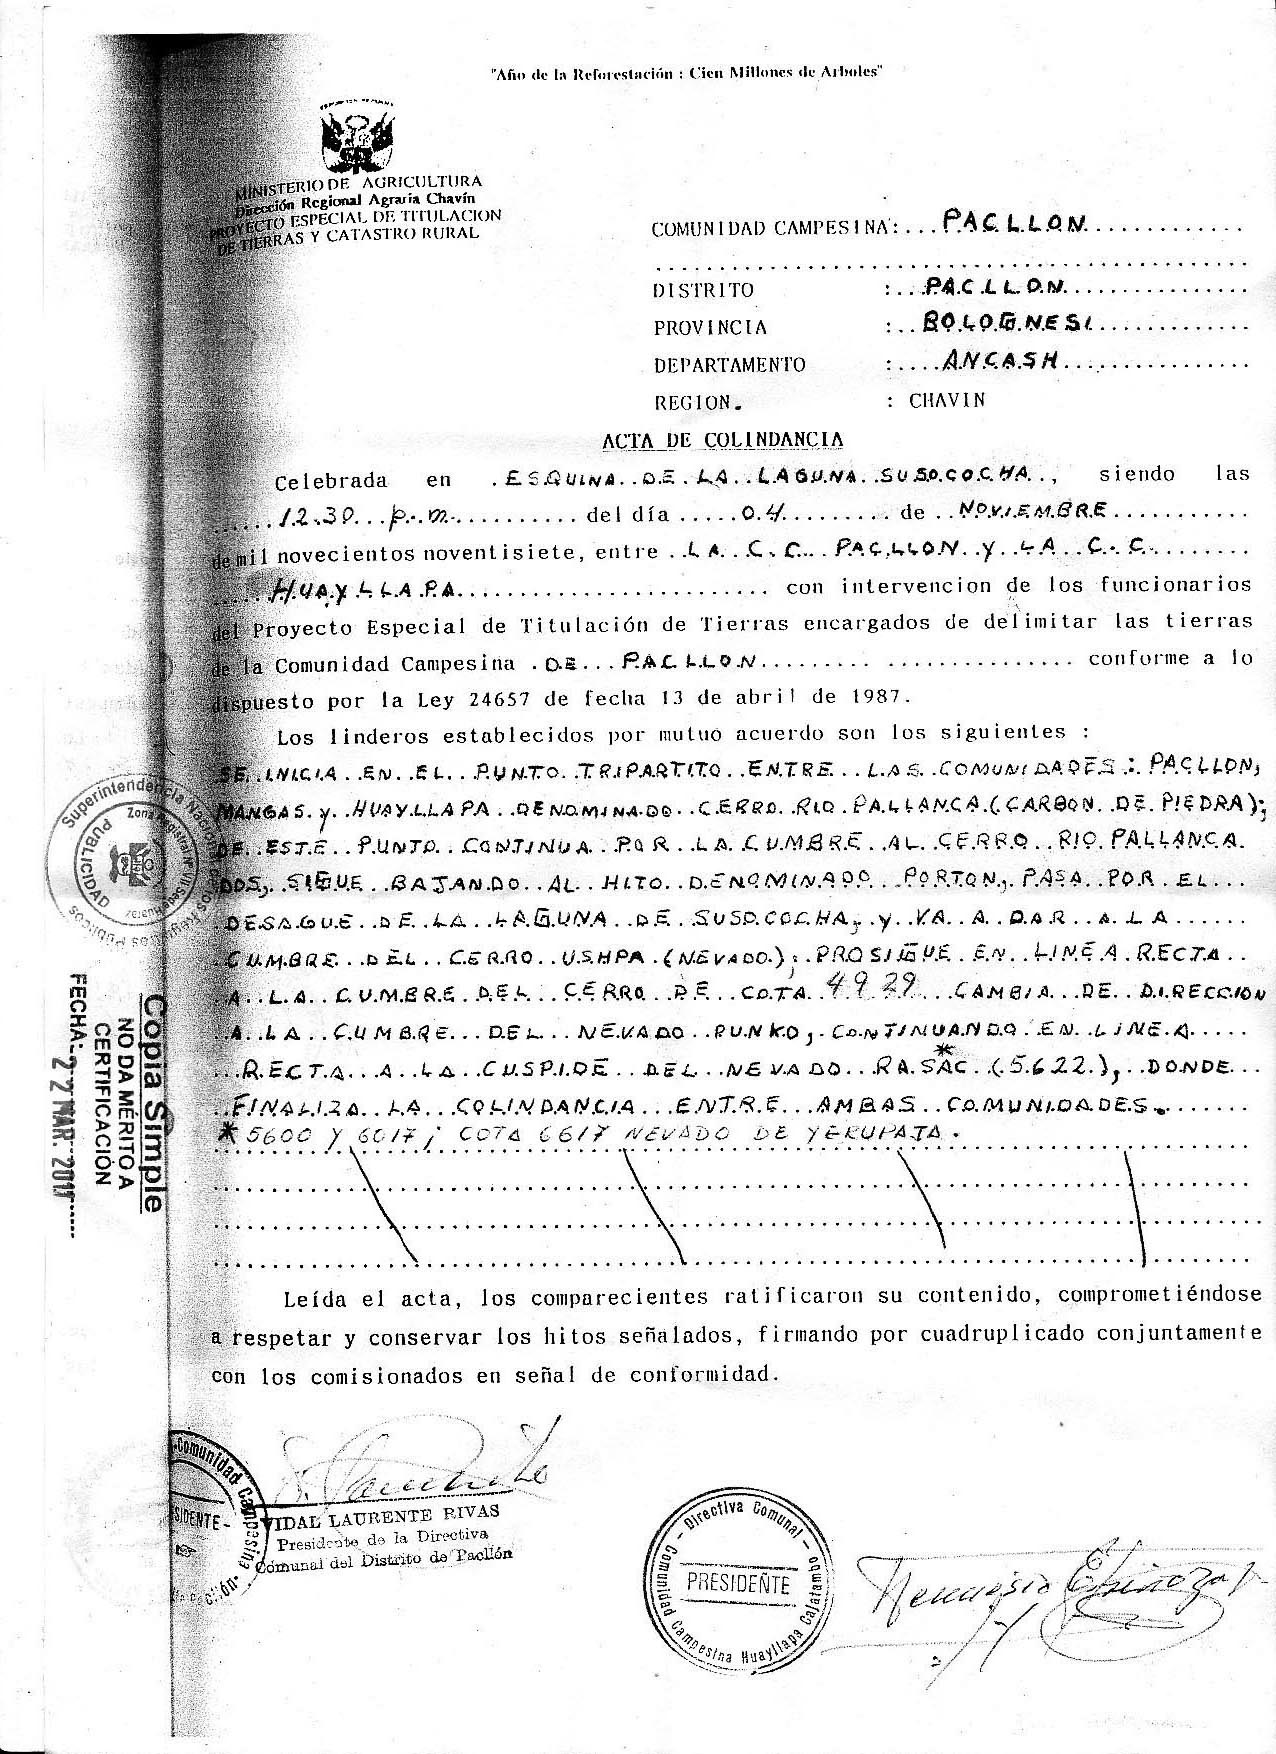 "Año de la Reforestación : Cien Millones de Arboles"
MINISTERIO DE AGRICULTURA
Dirección Regional Agraria Chavín
PROYECTO ESPECIAL DE TITULACION
DE TIERRAS Y CATASTRO RURAL
COMUNIDAD CAMPESINA: PACLLON
DISTRITO : PACLLON
PROVINCIA : BOLOGNESI
DEPARTAMENTO : ANCASH
REGION. : CHAVIN
ACTA DE COLINDANCIA
Celebrada en ESQUINA DE LA LAGUNA SUSOCOCHA, siendo las
12.30 p.m. del día 04 de NOVIEMBRE
de mil novecientos noventisiete, entre LA C.C. PACLLON y LA C.C.
HUAYLLAPA con intervencion de los funcionarios
del Proyecto Especial de Titulación de Tierras encargados de delimitar las tierras
de la Comunidad Campesina DE PACLLON conforme a lo
dispuesto por la Ley 24657 de fecha 13 de abril de 1987.
Los linderos establecidos por mutuo acuerdo son los siguientes :
SE INICIA EN EL PUNTO TRIPARTITO ENTRE LAS COMUNIDADES: PACLLON,
MANGAS y HUAYLLAPA DENOMINADO CERRO RIO PALLANCA (CARBON DE PIEDRA);
DE ESTE PUNTO CONTINUA POR LA CUMBRE AL CERRO RIO PALLANCA
DOS, SIGUE BAJANDO AL HITO DENOMINADO PORTON, PASA POR EL
DESAGUE DE LA LAGUNA DE SUSOCOCHA, y VA A DAR A LA
CUMBRE DEL CERRO USHPA (NEVADO); PROSIGUE EN LINEA RECTA
A LA CUMBRE DEL CERRO DE COTA 4929 CAMBIA DE DIRECCION
A LA CUMBRE DEL NEVADO PUNKO, CONTINUANDO EN LINEA
RECTA A LA CUSPIDE DEL NEVADO RASAC * (5622), DONDE
FINALIZA LA COLINDANCIA ENTRE AMBAS COMUNIDADES.
* 5600 y 6017; COTA 6617 NEVADO DE YERUPAJA.
Leída el acta, los comparecientes ratificaron su contenido, comprometiéndose
a respetar y conservar los hitos señalados, firmando por cuadruplicado conjuntamente
con los comisionados en señal de conformidad.
Superintendencia Nacional
Zona Registral
PUBLICIDAD
Copia Simple
NO DA MÉRITO A
CERTIFICACIÓN
FECHA: 22 MAR. 2017
Comunidad Campesina
VIDAL LAURENTE RIVAS
Presidente de la Directiva
Comunal del Distrito de Pacllón
Directiva Comunal
PRESIDENTE
Comunidad Campesina Huayllapa Cajatambo